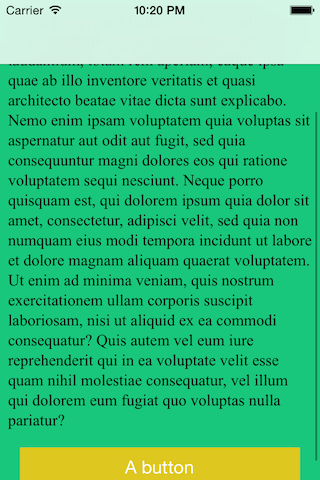 Carrier 10:20 PM
laudantium, totam rem aperiam, eaque ipsa
quae ab illo inventore veritatis et quasi
architecto beatae vitae dicta sunt explicabo.
Nemo enim ipsam voluptatem quia voluptas sit
aspernatur aut odit aut fugit, sed quia
consequuntur magni dolores eos qui ratione
voluptatem sequi nesciunt. Neque porro
quisquam est, qui dolorem ipsum quia dolor sit
amet, consectetur, adipisci velit, sed quia non
numquam eius modi tempora incidunt ut labore
et dolore magnam aliquam quaerat voluptatem.
Ut enim ad minima veniam, quis nostrum
exercitationem ullam corporis suscipit
laboriosam, nisi ut aliquid ex ea commodi
consequatur? Quis autem vel eum iure
reprehenderit qui in ea voluptate velit esse
quam nihil molestiae consequatur, vel illum
qui dolorem eum fugiat quo voluptas nulla
pariatur?
A button